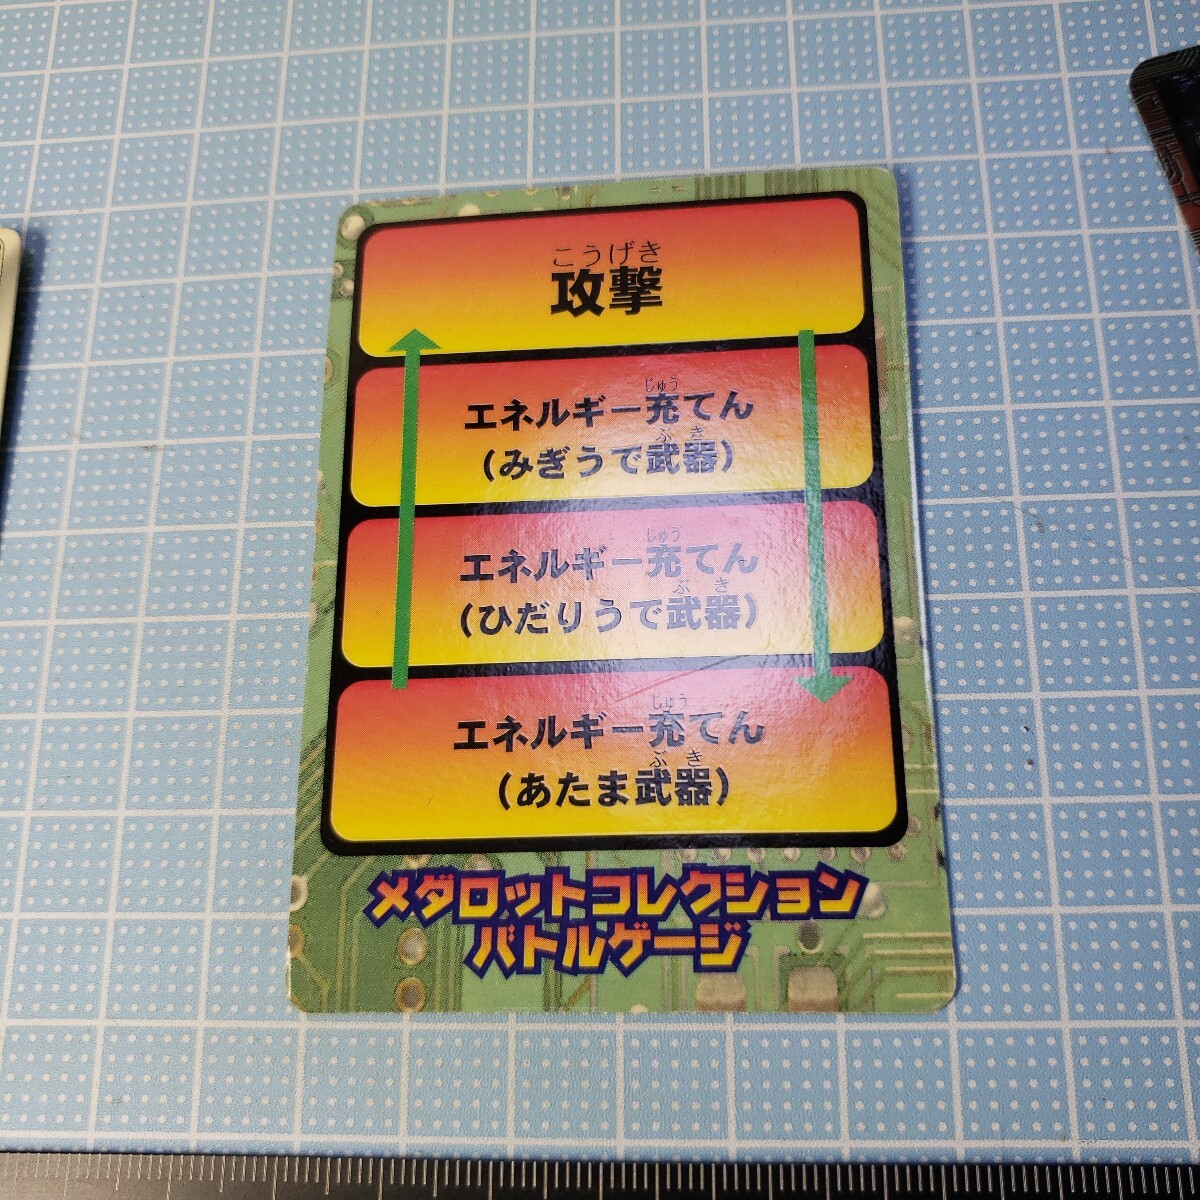 こうげき
攻撃
じゅう
エネルギー充てん
ぶき
(みぎうで武器)
じゅう
エネルギー充てん
ぶき
(ひだりうで武器)
じゅう
エネルギー充てん
ぶき
(あたま武器)
メダロットコレクション
バトルゲージ